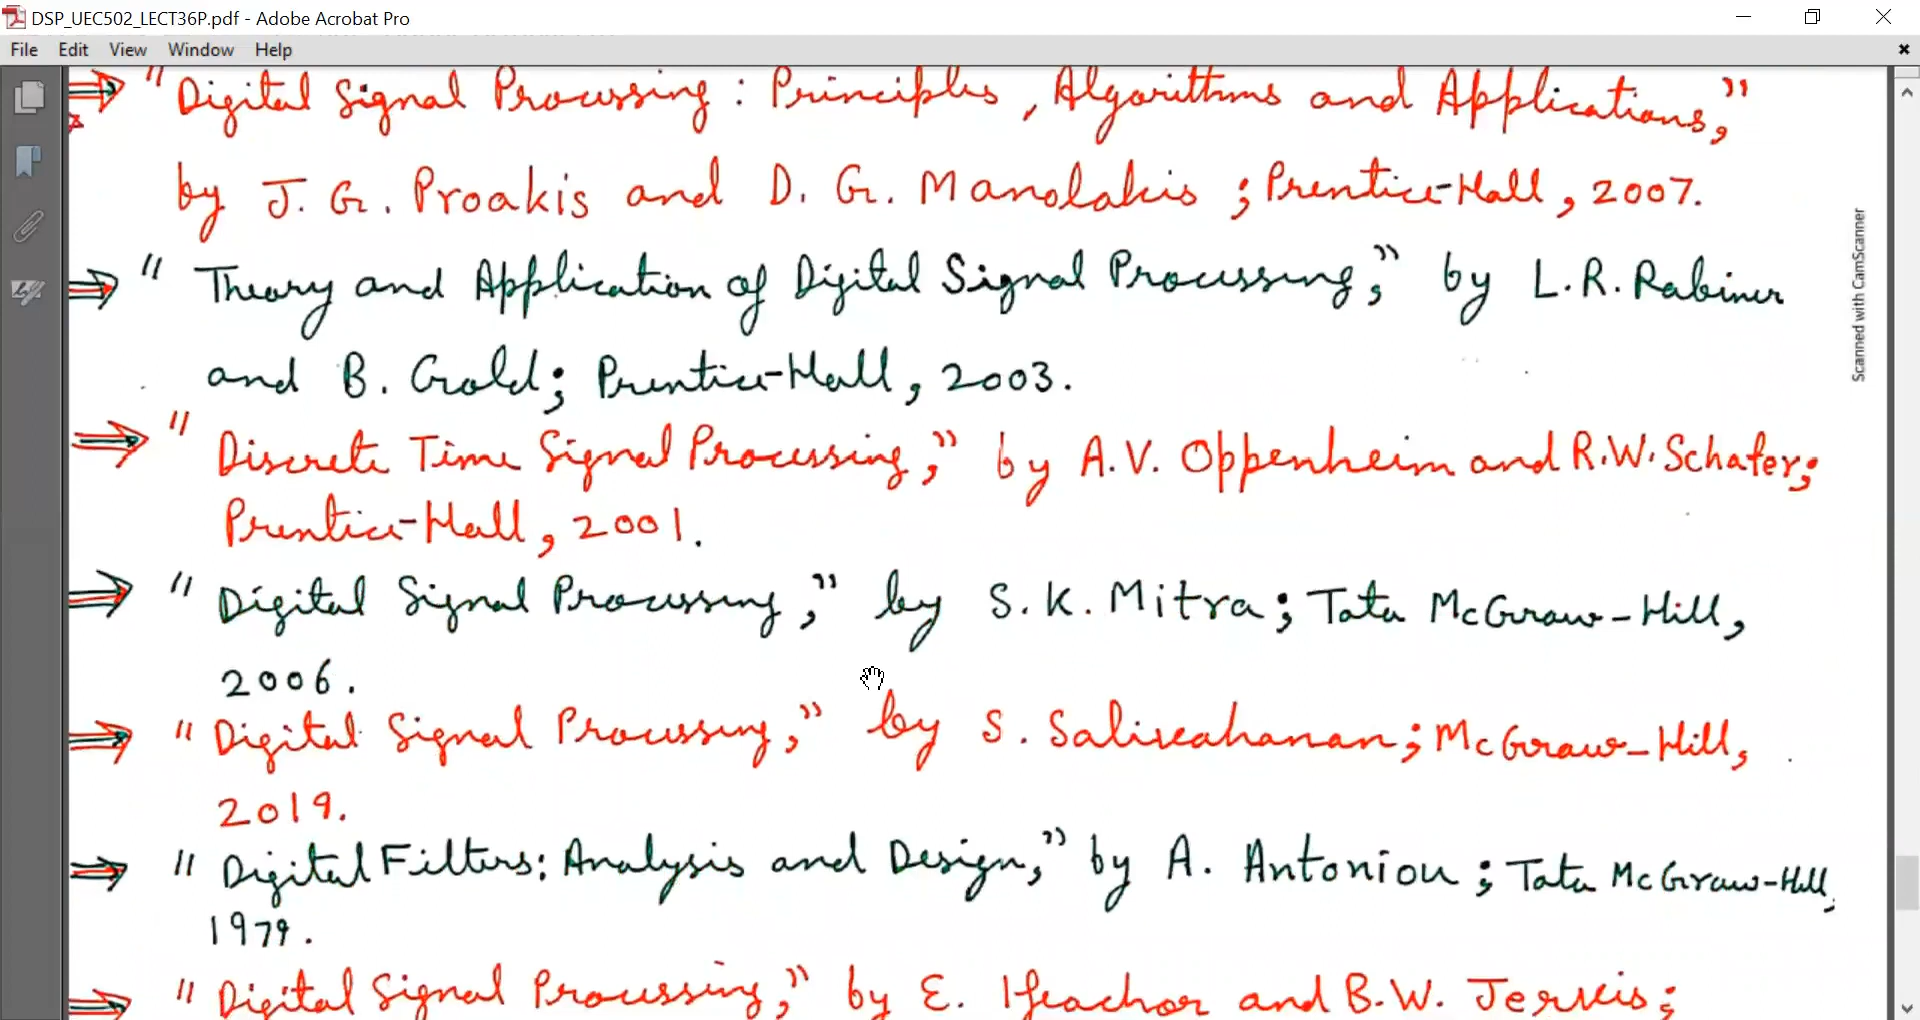 DSP_UEC502_LECT36P.pdf - Adobe Acrobat Pro
File Edit View Window Help
"Digital Signal Processing: Principles, Algorithms and Applications,"
by J. G. Proakis and D. G. Manolakis; Prentice-Hall, 2007.
"Theory and Application of Digital Signal Processing," by L.R. Rabiner
and B. Gold; Prentice-Hall, 2003.
"Discrete Time Signal Processing," by A.V. Oppenheim and R.W. Schafer;
Prentice-Hall, 2001.
"Digital Signal Processing," by S.K. Mitra; Tata McGraw-Hill,
2006.
"Digital Signal Processing," by S. Salivahanan; McGraw-Hill,
2019.
"Digital Filters: Analysis and Design," by A. Antoniou; Tata McGraw-Hill,
1979.
"Digital Signal Processing," by E. Ifeachor and B.W. Jervis;
Scanned with CamScanner